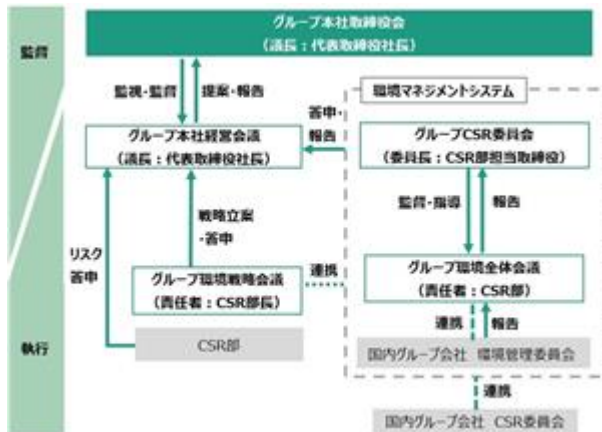 グループ本社取締役会
(議長：代表取締役社長)
監督
監視・監督
提案・報告
環境マネジメントシステム
答申・
報告
グループ本社経営会議
(議長：代表取締役社長)
グループCSR委員会
(委員長：CSR部担当取締役)
戦略立案
・答申
監督・指導
報告
リスク
答申
グループ環境戦略会議
(責任者：CSR部長)
連携
グループ環境全体会議
(責任者：CSR部)
連携
報告
執行
CSR部
国内グループ会社 環境管理委員会
連携
国内グループ会社 CSR委員会